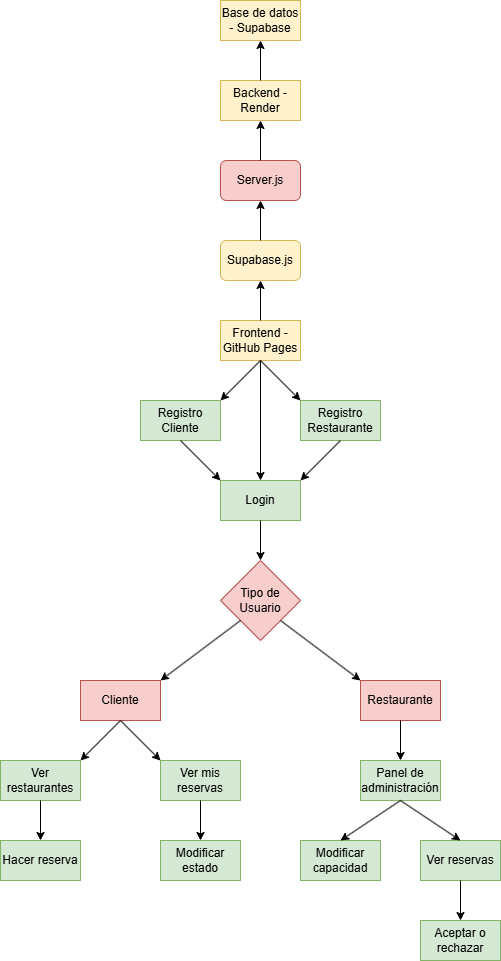 Base de datos
- Supabase
Backend -
Render
Server.js
Supabase.js
Frontend -
GitHub Pages
Registro
Cliente
Registro
Restaurante
Login
Tipo de
Usuario
Cliente
Restaurante
Ver
restaurantes
Ver mis
reservas
Panel de
administración
Hacer reserva
Modificar
estado
Modificar
capacidad
Ver reservas
Aceptar o
rechazar